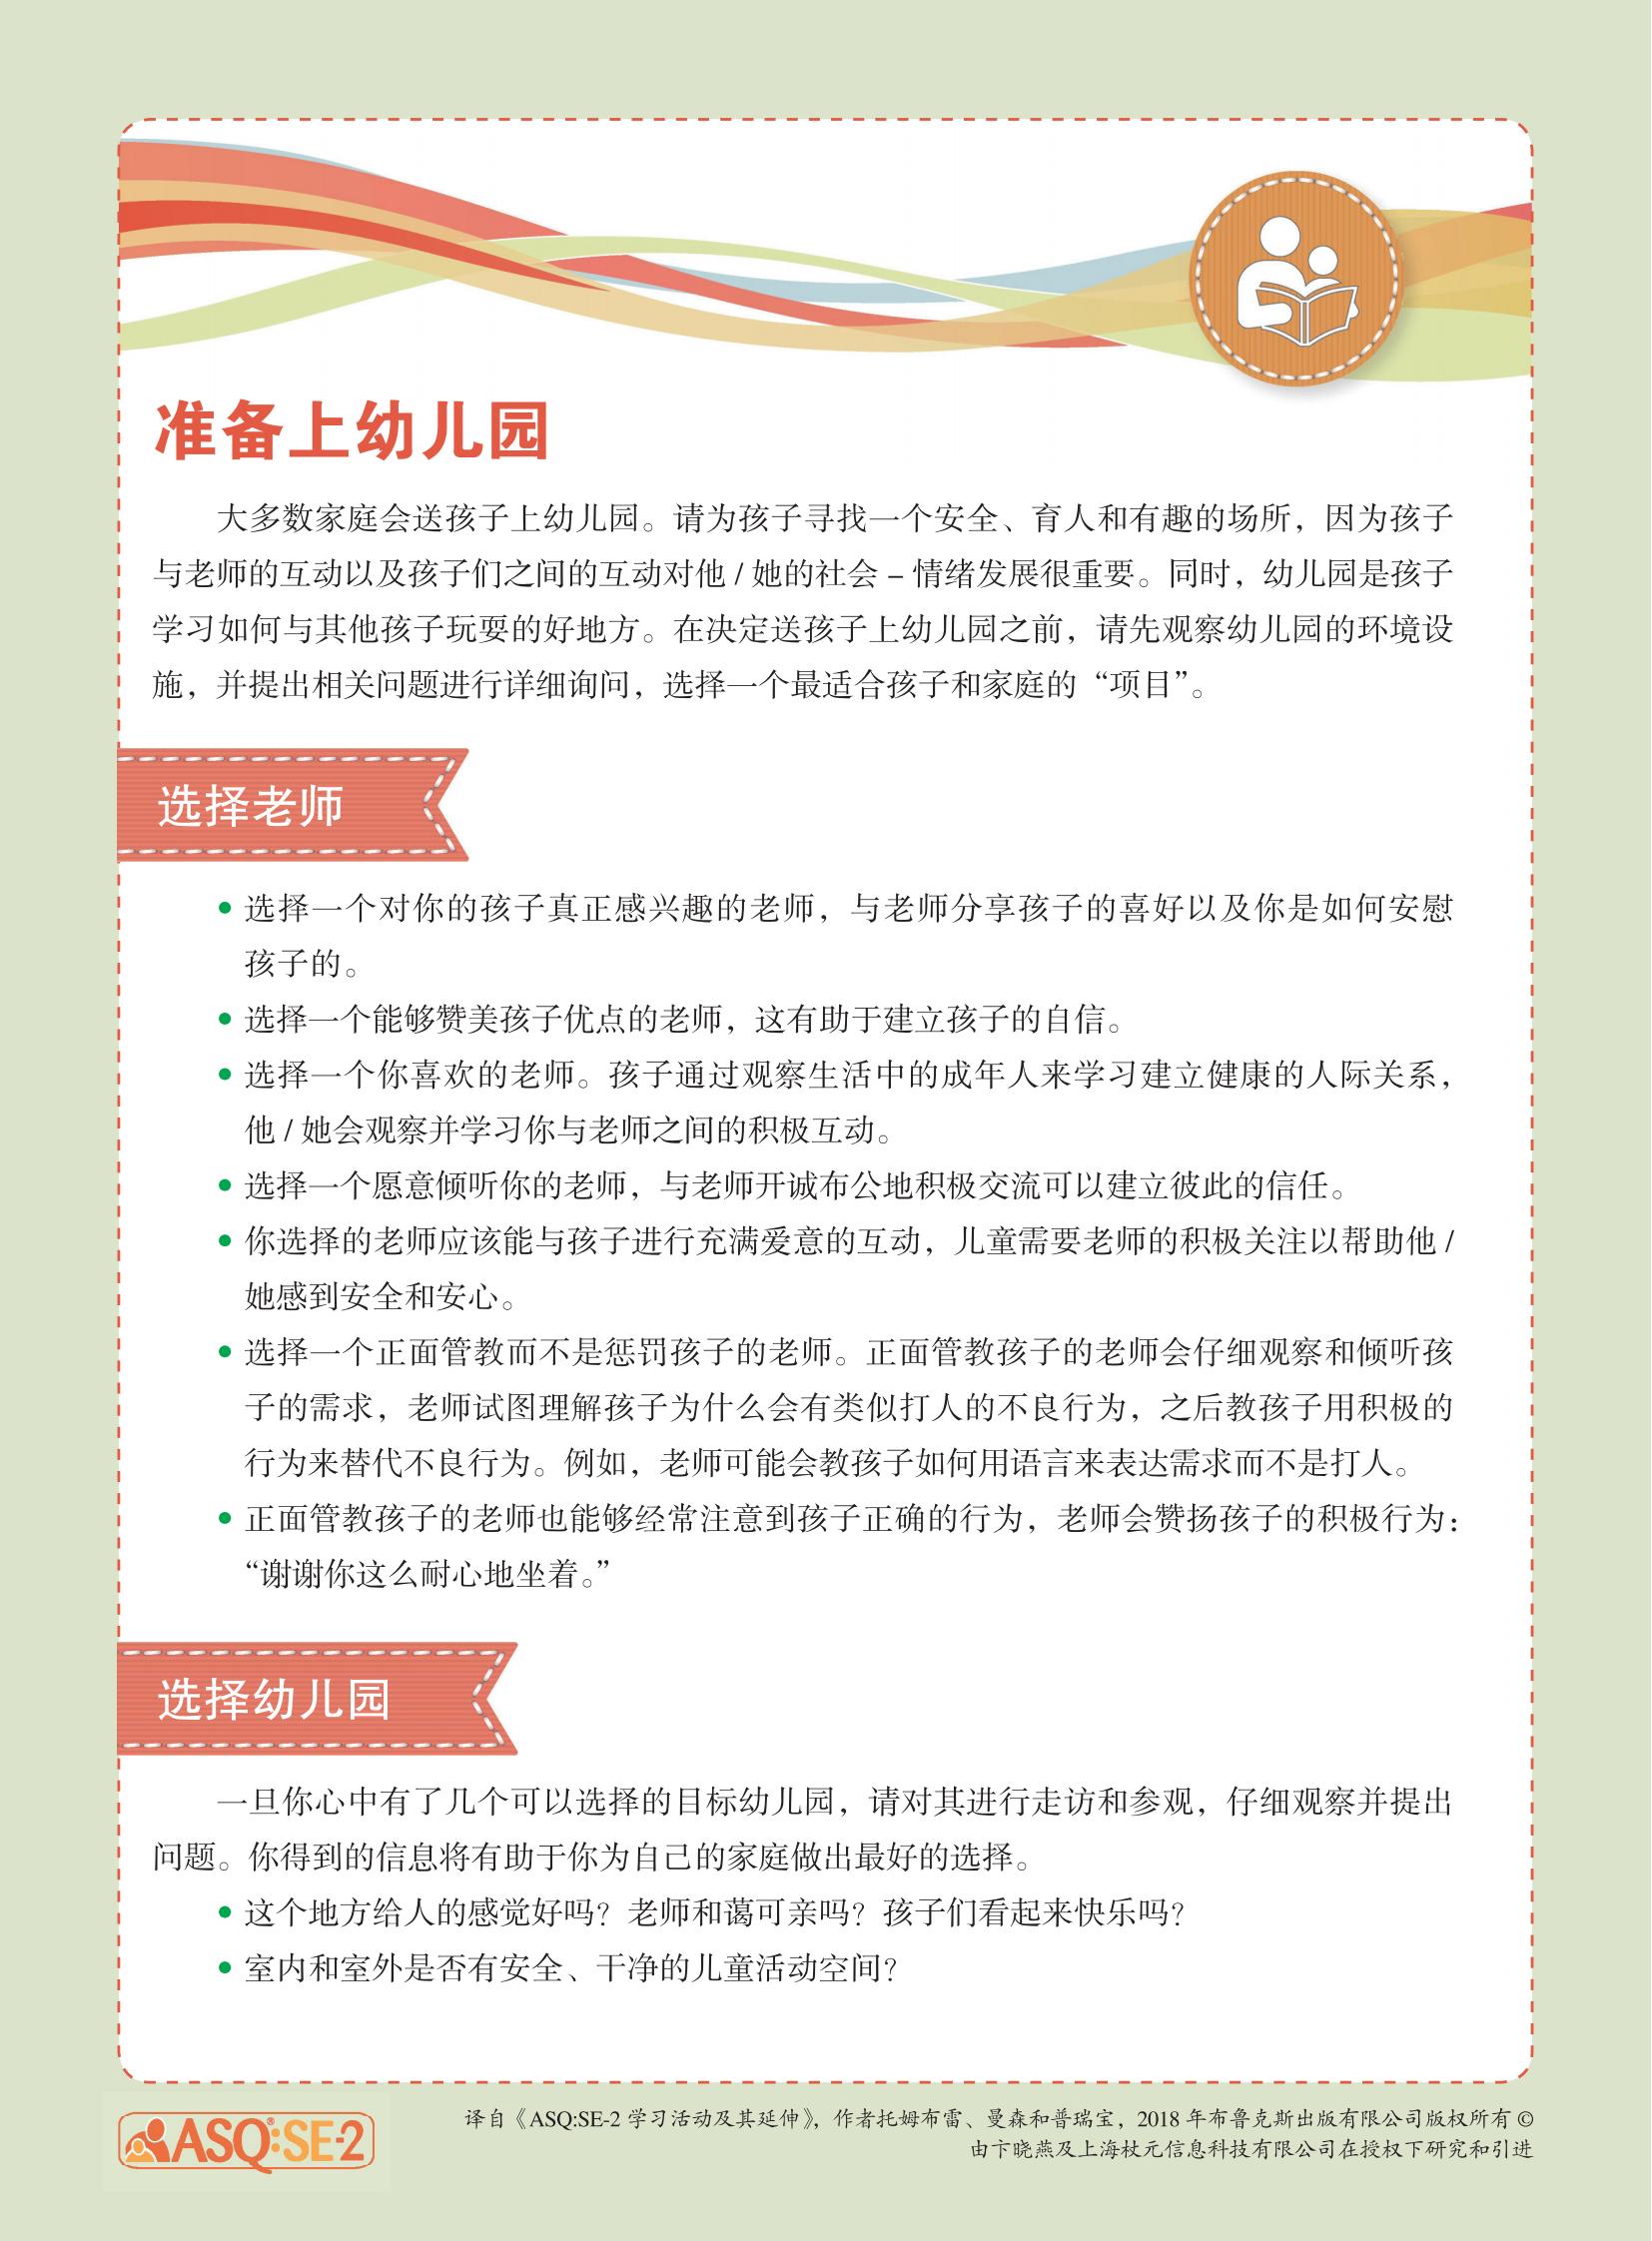 准备上幼儿园
大多数家庭会送孩子上幼儿园。请为孩子寻找一个安全、育人和有趣的场所，因为孩子
与老师的互动以及孩子们之间的互动对他 / 她的社会 – 情绪发展很重要。同时，幼儿园是孩子
学习如何与其他孩子玩耍的好地方。在决定送孩子上幼儿园之前，请先观察幼儿园的环境设
施，并提出相关问题进行详细询问，选择一个最适合孩子和家庭的“项目”。
选择老师
• 选择一个对你的孩子真正感兴趣的老师，与老师分享孩子的喜好以及你是如何安慰
孩子的。
• 选择一个能够赞美孩子优点的老师，这有助于建立孩子的自信。
• 选择一个你喜欢的老师。孩子通过观察生活中的成年人来学习建立健康的人际关系，
他 / 她会观察并学习你与老师之间的积极互动。
• 选择一个愿意倾听你的老师，与老师开诚布公地积极交流可以建立彼此的信任。
• 你选择的老师应该能与孩子进行充满爱意的互动，儿童需要老师的积极关注以帮助他 /
她感到安全和安心。
• 选择一个正面管教而不是惩罚孩子的老师。正面管教孩子的老师会仔细观察和倾听孩
子的需求，老师试图理解孩子为什么会有类似打人的不良行为，之后教孩子用积极的
行为来替代不良行为。例如，老师可能会教孩子如何用语言来表达需求而不是打人。
• 正面管教孩子的老师也能够经常注意到孩子正确的行为，老师会赞扬孩子的积极行为：
“谢谢你这么耐心地坐着。”
选择幼儿园
一旦你心中有了几个可以选择的目标幼儿园，请对其进行走访和参观，仔细观察并提出
问题。你得到的信息将有助于你为自己的家庭做出最好的选择。
• 这个地方给人的感觉好吗？老师和蔼可亲吗？孩子们看起来快乐吗？
• 室内和室外是否有安全、干净的儿童活动空间？
ASQ®:SE-2
译自《ASQ:SE-2 学习活动及其延伸》，作者托姆布雷、曼森和普瑞宝，2018 年布鲁克斯出版有限公司版权所有 ©
由卞晓燕及上海杖元信息科技有限公司在授权下研究和引进